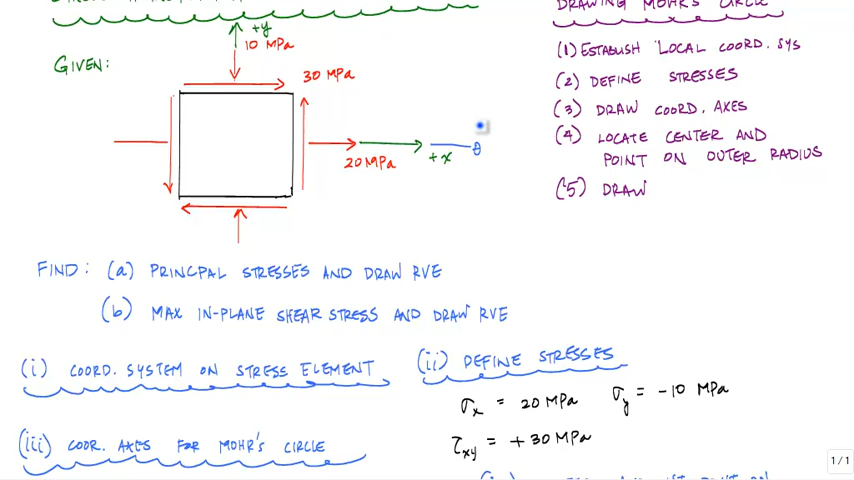 DRAWING MOHR'S CIRCLE
+y
10 MPa
GIVEN:
30 MPa
20 MPa
+x
θ
(1) ESTABLISH LOCAL COORD. SYS
(2) DEFINE STRESSES
(3) DRAW COORD. AXES
(4) LOCATE CENTER AND
POINT ON OUTER RADIUS
(5) DRAW
FIND: (a) PRINCPAL STRESSES AND DRAW RVE
(b) MAX IN-PLANE SHEAR STRESS AND DRAW RVE
(i) COORD. SYSTEM ON STRESS ELEMENT
(ii) DEFINE STRESSES
σx = 20 MPa σy = -10 MPa
τxy = +30 MPa
(iii) COOR. AXES FOR MOHR'S CIRCLE
1/1